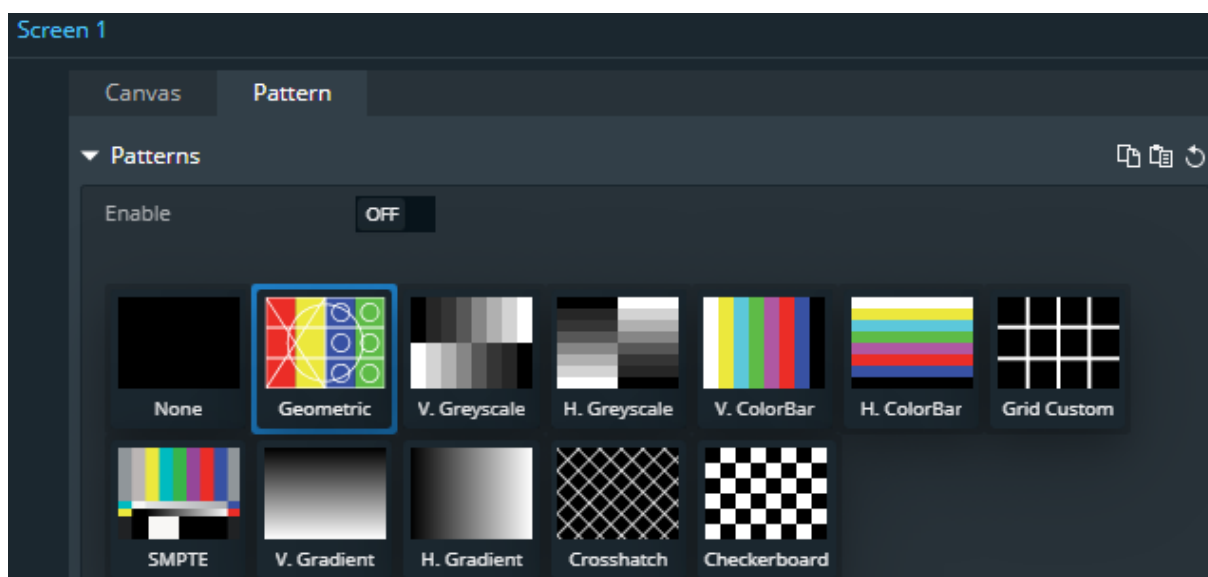 Screen 1
Canvas Pattern
Patterns
Enable OFF
None Geometric V. Greyscale H. Greyscale V. ColorBar H. ColorBar Grid Custom
SMPTE V. Gradient H. Gradient Crosshatch Checkerboard